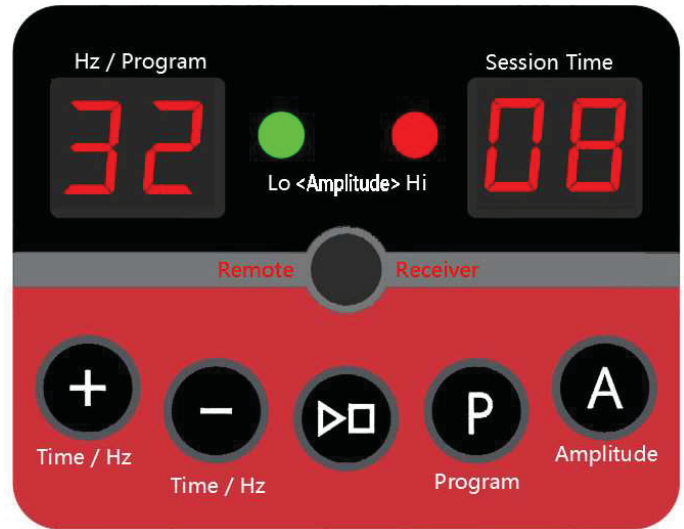 Hz / Program
Session Time
32
08
Lo <Amplitude> Hi
Remote
Receiver
+
−
P
A
Time / Hz
Time / Hz
Program
Amplitude